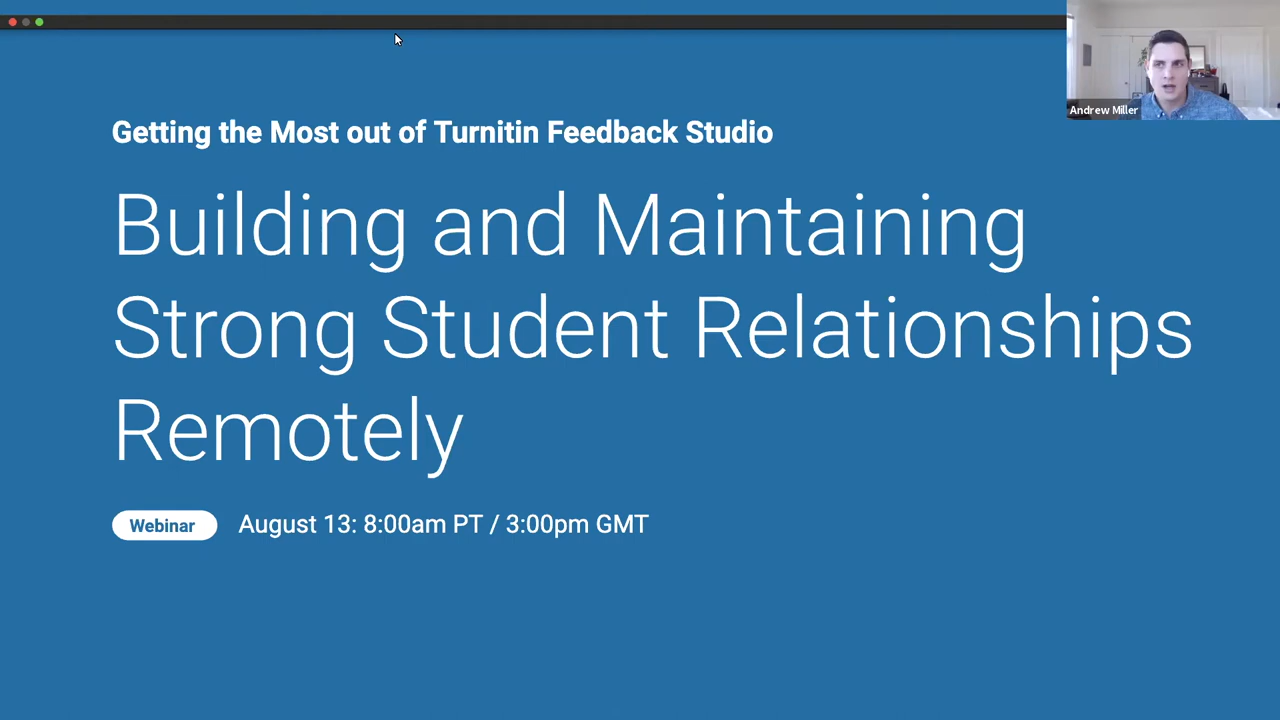 Andrew Miller
Getting the Most out of Turnitin Feedback Studio
Building and Maintaining
Strong Student Relationships
Remotely
Webinar August 13: 8:00am PT / 3:00pm GMT